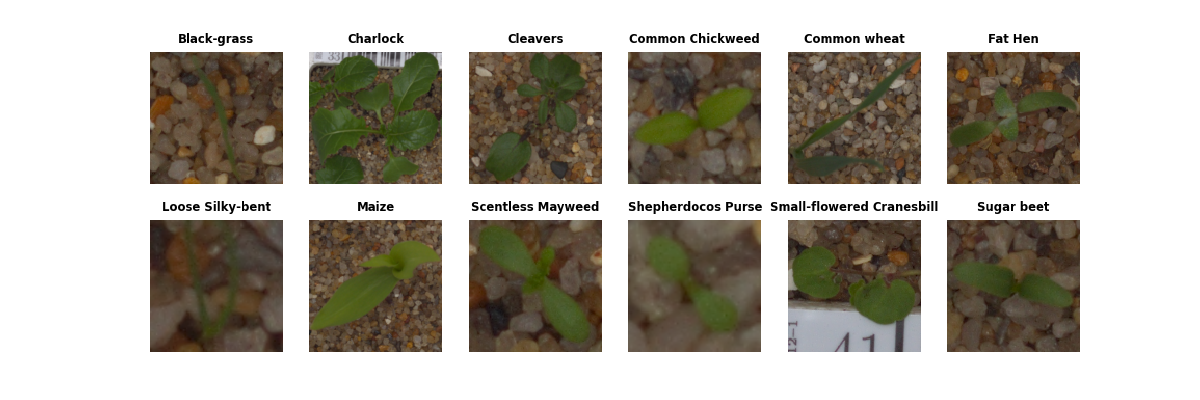 Black-grass
Charlock
Cleavers
Common Chickweed
Common wheat
Fat Hen
Loose Silky-bent
Maize
Scentless Mayweed
Shepherdocos Purse
Small-flowered Cranesbill
Sugar beet
41